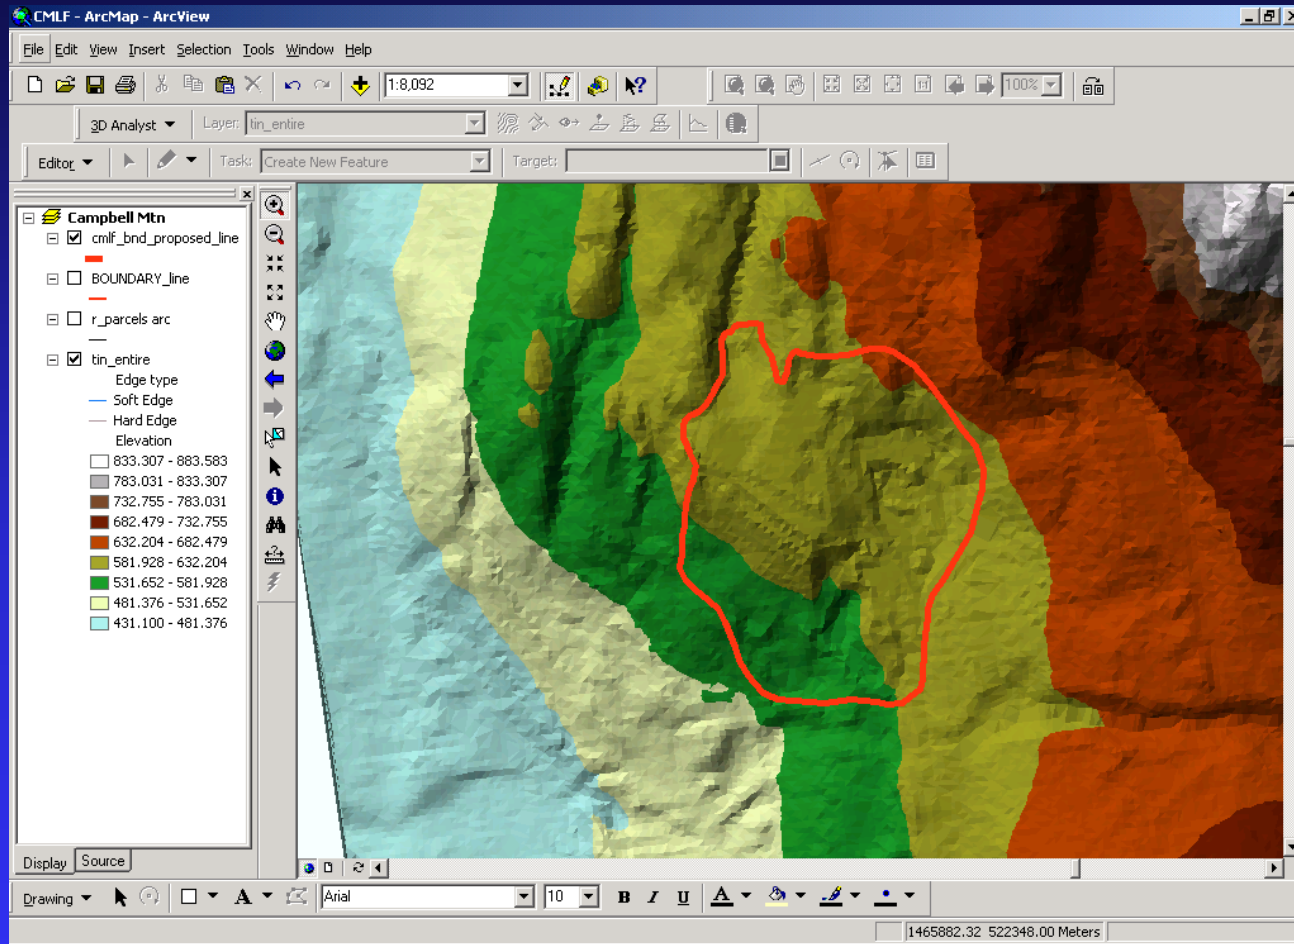 CMLF - ArcMap - ArcView
File Edit View Insert Selection Tools Window Help
1:8,092
100%
3D Analyst Layer: tin_entire
Editor Task: Create New Feature Target:
Campbell Mtn
cmlf_bnd_proposed_line
BOUNDARY_line
r_parcels arc
tin_entire
Edge type
Soft Edge
Hard Edge
Elevation
833.307 - 883.583
783.031 - 833.307
732.755 - 783.031
682.479 - 732.755
632.204 - 682.479
581.928 - 632.204
531.652 - 581.928
481.376 - 531.652
431.100 - 481.376
Display Source
Drawing A Arial 10 B I U A
1465882.32 522348.00 Meters